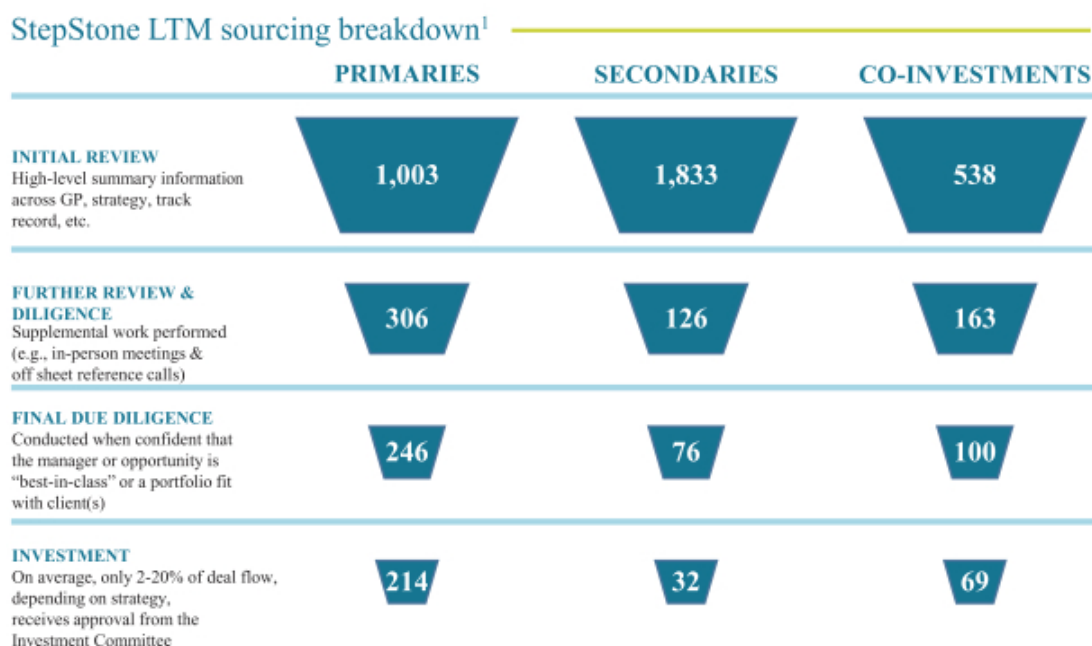 StepStone LTM sourcing breakdown¹
PRIMARIES SECONDARIES CO-INVESTMENTS
INITIAL REVIEW
High-level summary information
across GP, strategy, track
record, etc.
1,003 1,833 538
FURTHER REVIEW &
DILIGENCE
Supplemental work performed
(e.g., in-person meetings &
off sheet reference calls)
306 126 163
FINAL DUE DILIGENCE
Conducted when confident that
the manager or opportunity is
“best-in-class” or a portfolio fit
with client(s)
246 76 100
INVESTMENT
On average, only 2-20% of deal flow,
depending on strategy,
receives approval from the
Investment Committee
214 32 69